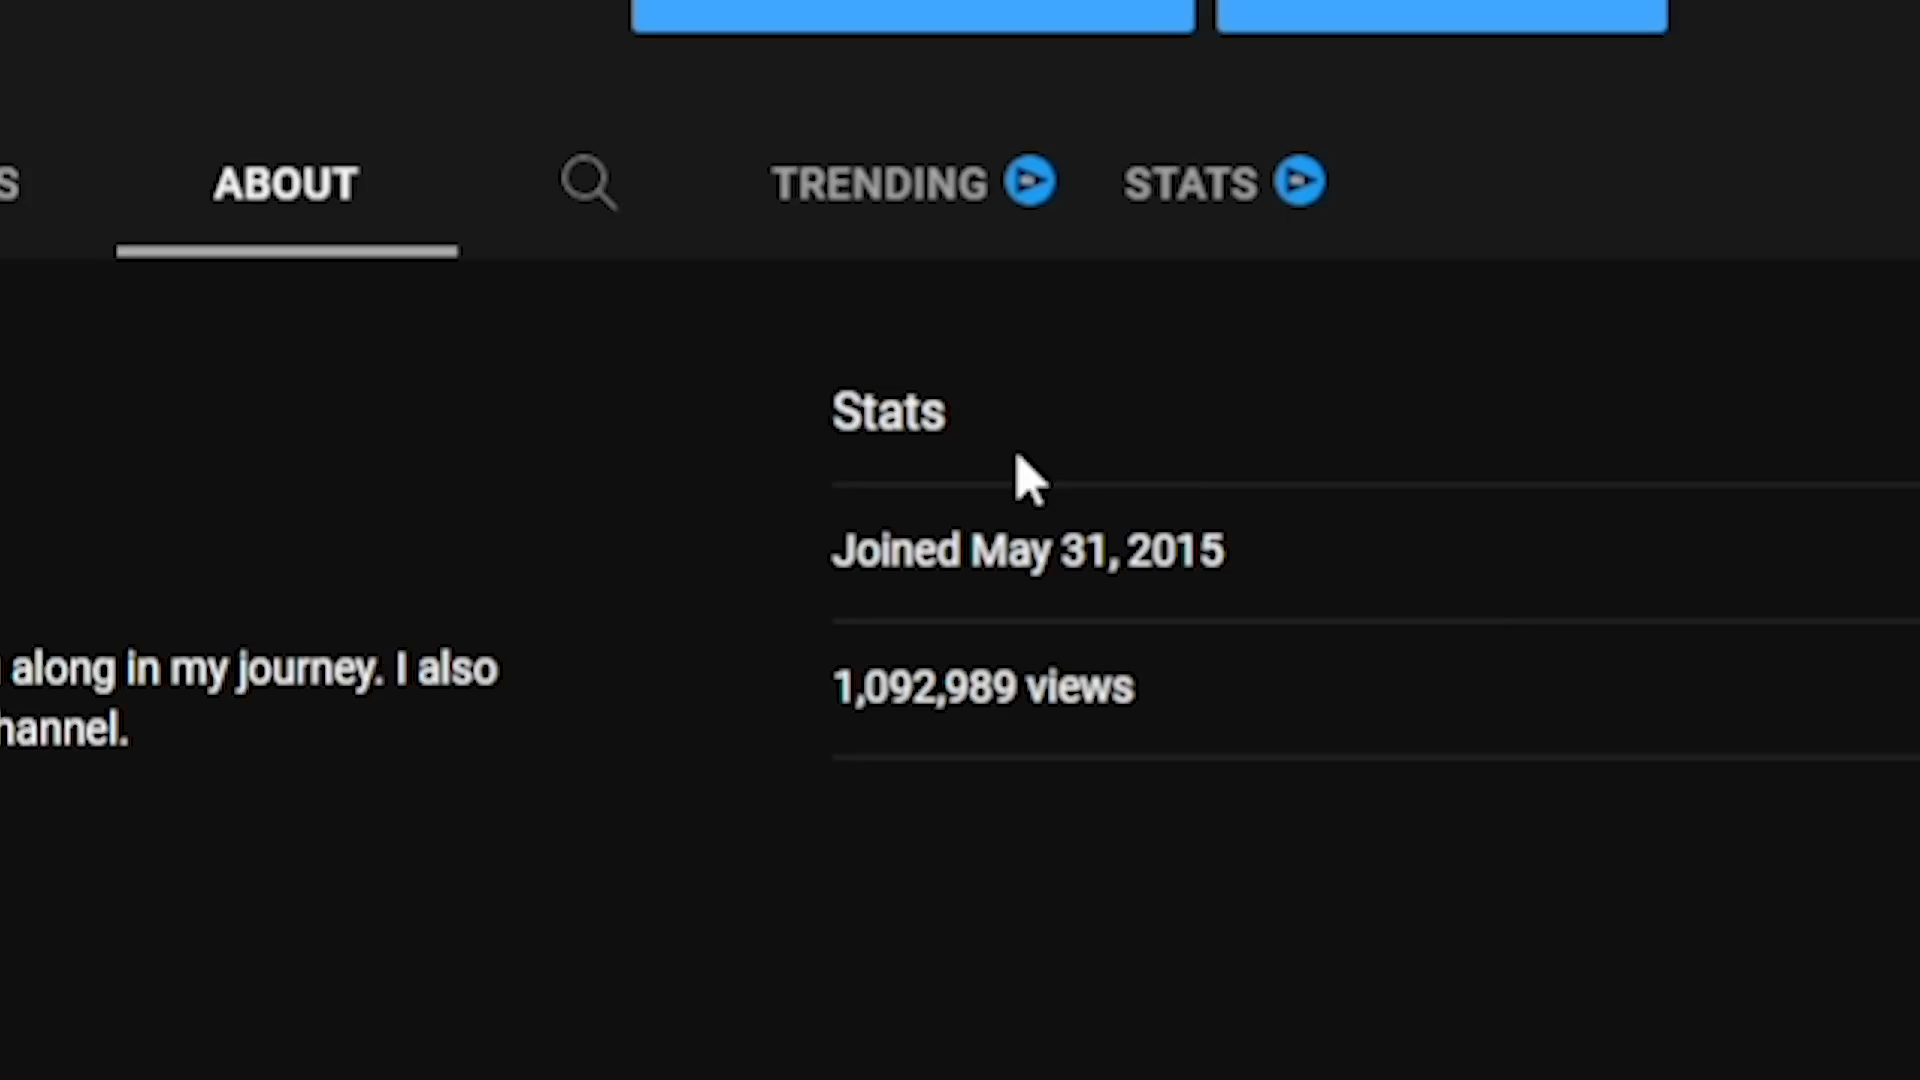 S ABOUT TRENDING STATS
Stats
Joined May 31, 2015
along in my journey. I also
1,092,989 views
hannel.